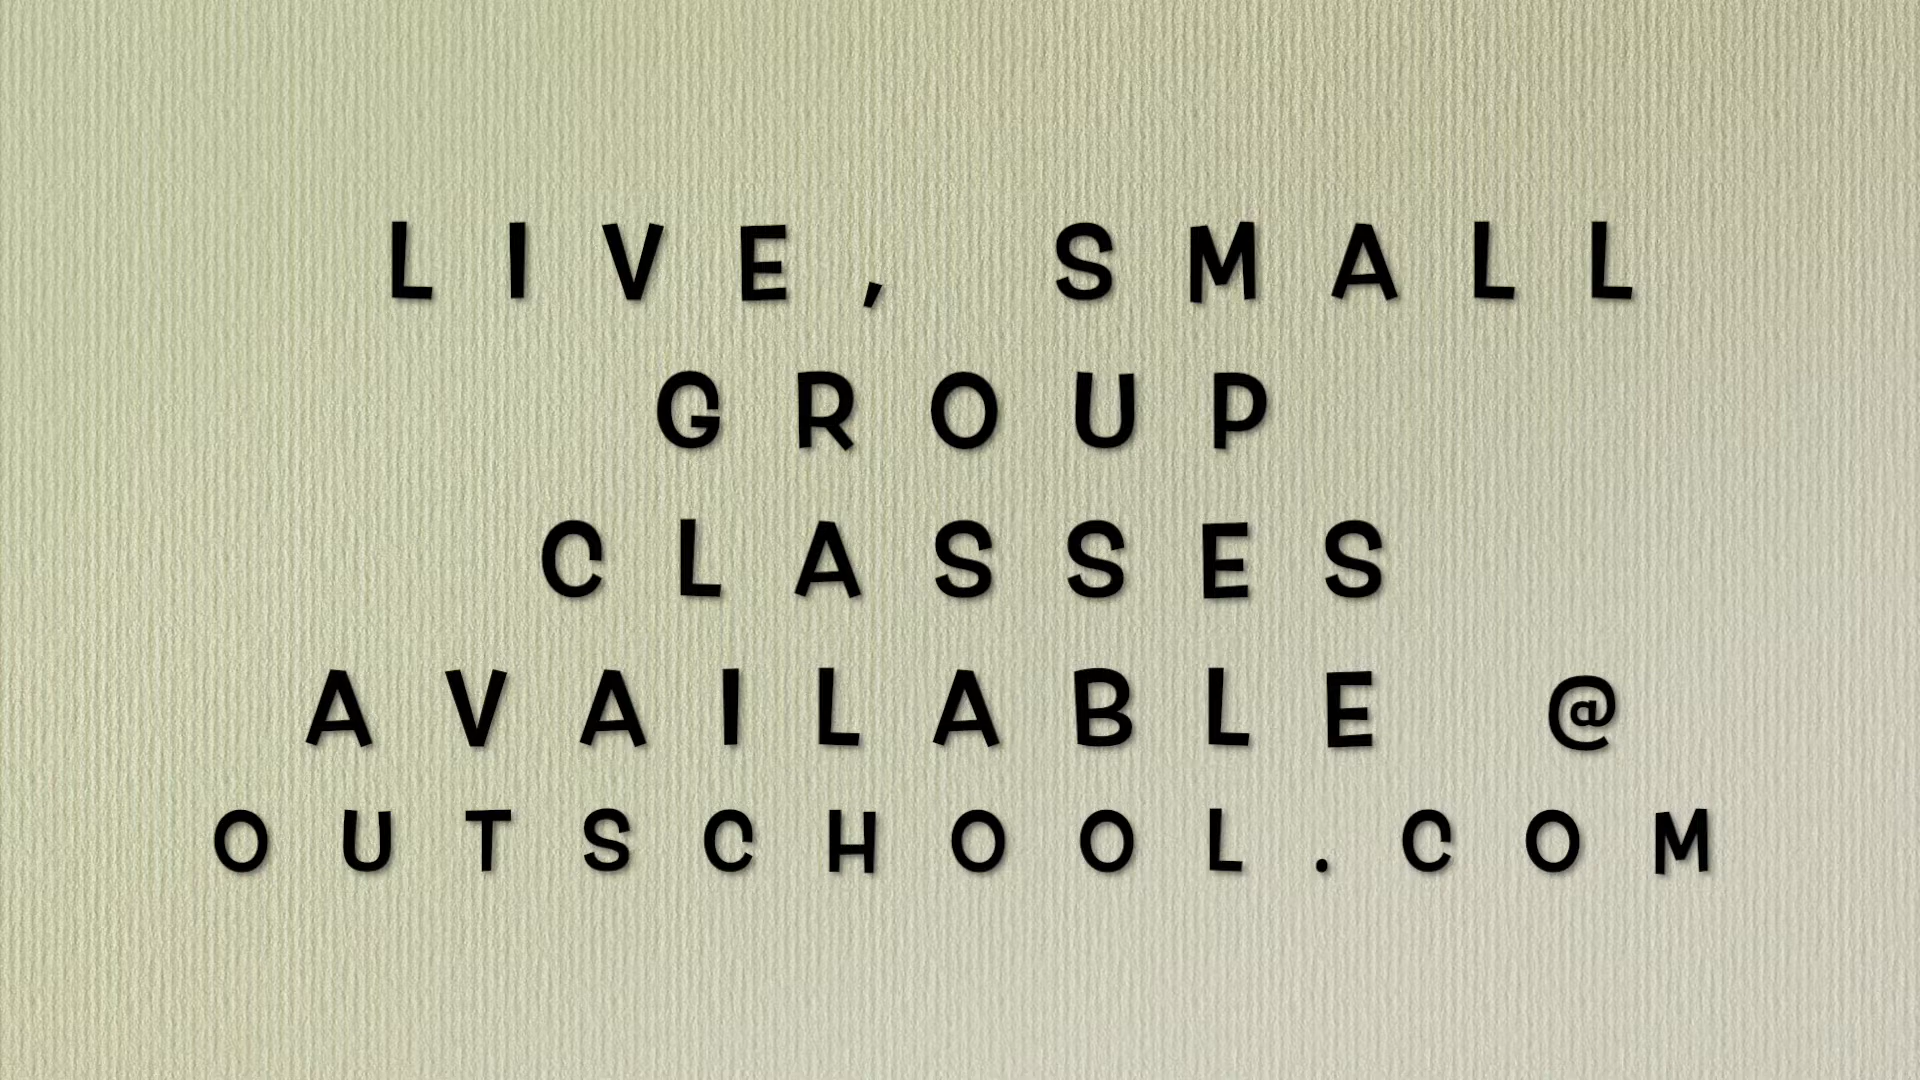 LIVE, SMALL
GROUP
CLASSES
AVAILABLE @
OUTSCHOOL.COM